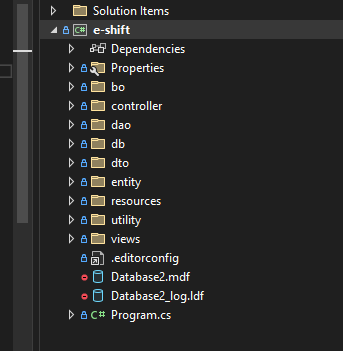 Solution Items
C# e-shift
Dependencies
Properties
bo
controller
dao
db
dto
entity
resources
utility
views
.editorconfig
Database2.mdf
Database2_log.ldf
C# Program.cs